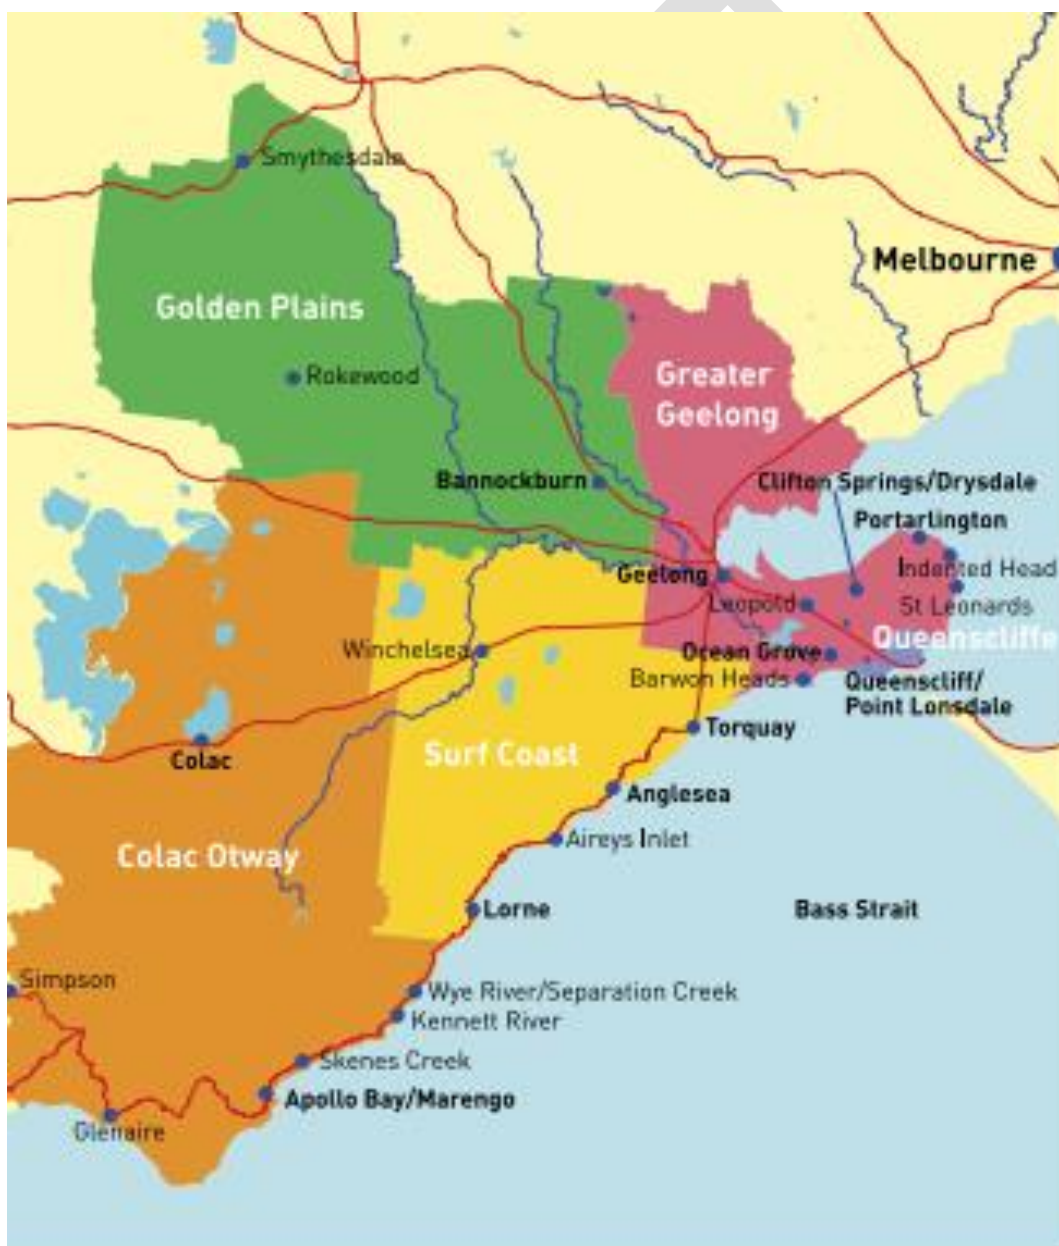 Smythesdale
Melbourne
Golden Plains
Rokewood
Greater
Geelong
Bannockburn
Clifton Springs/Drysdale
Portarlington
Indented Head
Geelong
Leopold
St Leonards
Queenscliffe
Winchelsea
Ocean Grove
Barwon Heads
Queenscliff/
Point Lonsdale
Torquay
Colac
Surf Coast
Anglesea
Aireys Inlet
Colac Otway
Lorne
Bass Strait
Simpson
Wye River/Separation Creek
Kennett River
Skenes Creek
Apollo Bay/Marengo
Glenaire